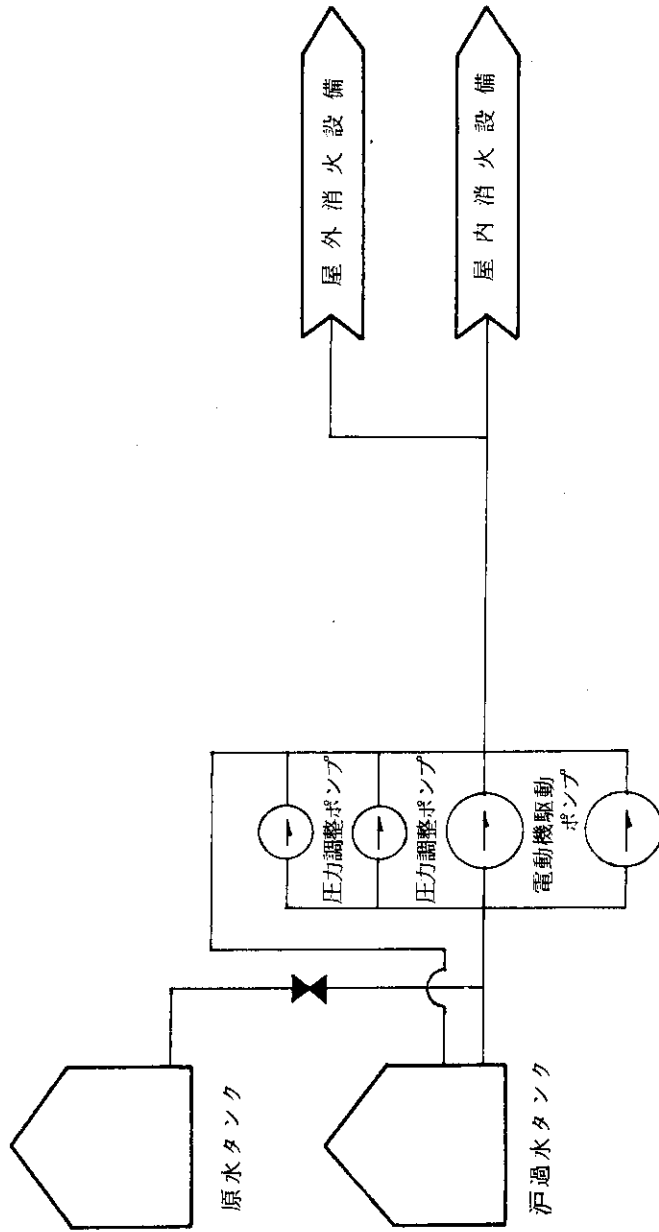 屋外消火設備
屋内消火設備
圧力調整ポンプ
圧力調整ポンプ
電動機駆動
ポンプ
原水タンク
沪過水タンク